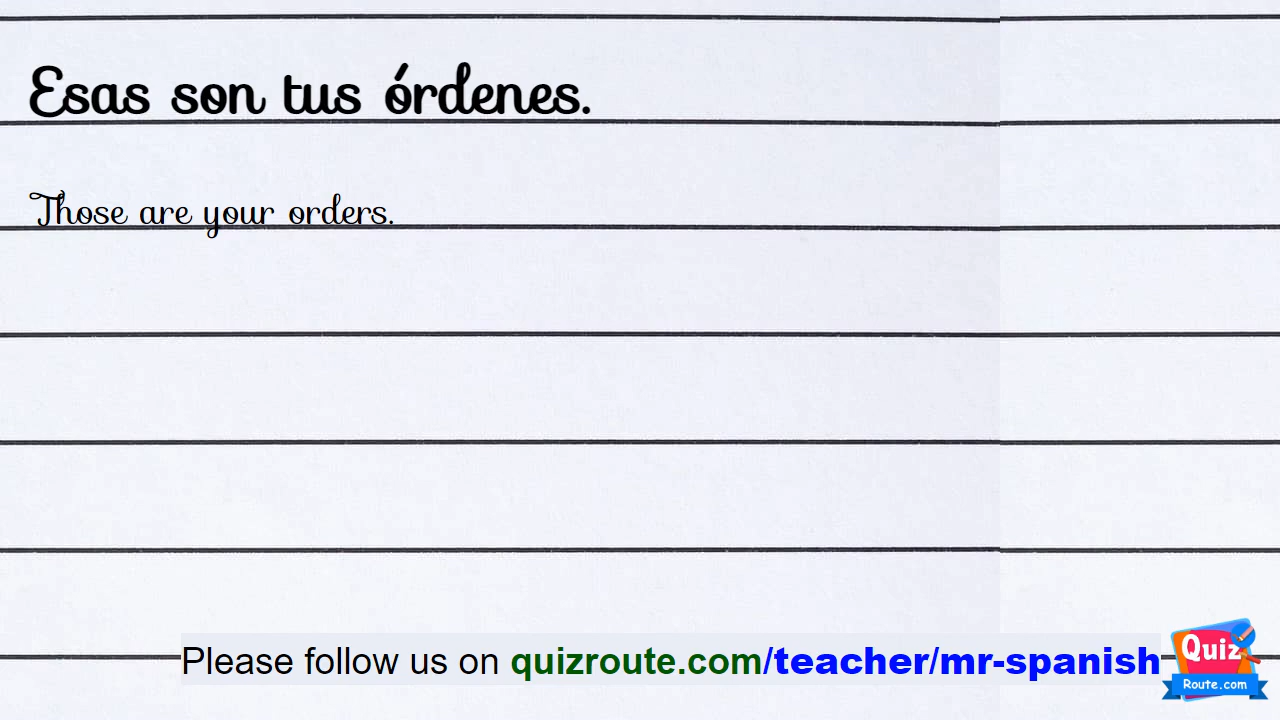 Esas son tus órdenes.
Those are your orders.
Please follow us on quizroute.com/teacher/mr-spanish
Quiz
Route.com